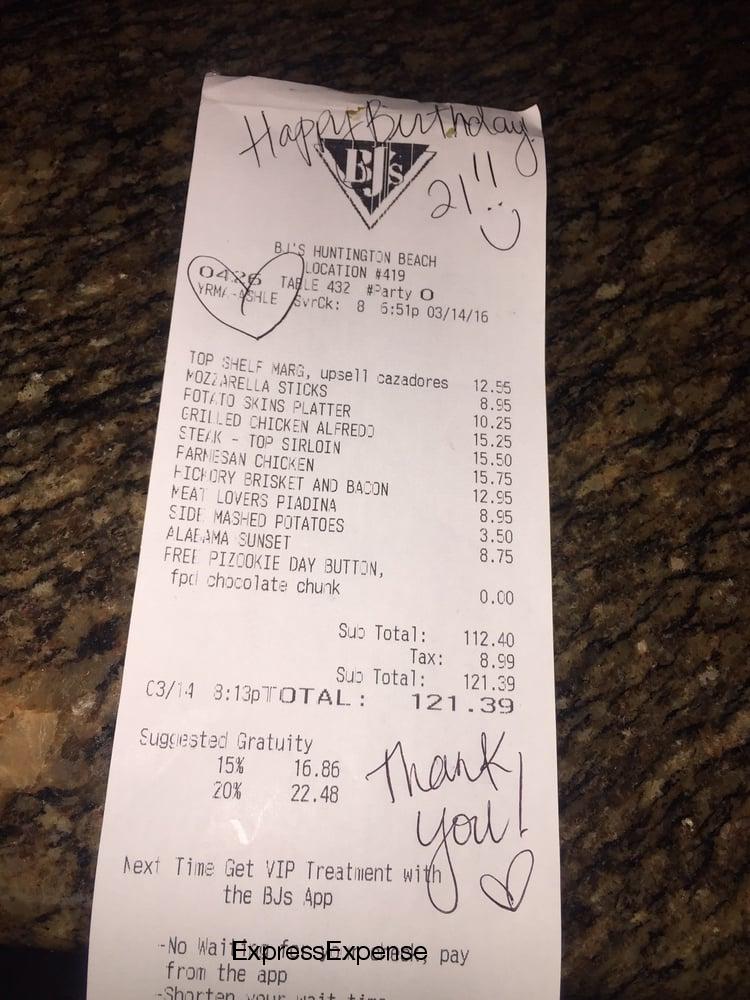 Happy Birthday
21!!
BJ's
BJ'S HUNTINGTON BEACH
LOCATION #419
0426 TABLE 432 #Party 0
YRMA-ASHLE SvrCk: 8 6:51p 03/14/16
TOP SHELF MARG, upsell cazadores 12.55
MOZZARELLA STICKS 8.95
POTATO SKINS PLATTER 10.25
GRILLED CHICKEN ALFREDO 15.25
STEAK - TOP SIRLOIN 15.50
PARMESAN CHICKEN 15.75
HICKORY BRISKET AND BACON 12.95
MEAT LOVERS PIADINA 8.95
SIDE MASHED POTATOES 3.50
ALABAMA SUNSET 8.75
FREE PIZOOKIE DAY BUTTON,
fpd chocolate chunk 0.00
Sub Total: 112.40
Tax: 8.99
Sub Total: 121.39
03/14 8:13pTOTAL: 121.39
Suggested Gratuity
15% 16.86
20% 22.48
Thank
you!
Next Time Get VIP Treatment with
the BJs App
-No Waiting for your check, pay
ExpressExpense
from the app
-Shorten your wait time